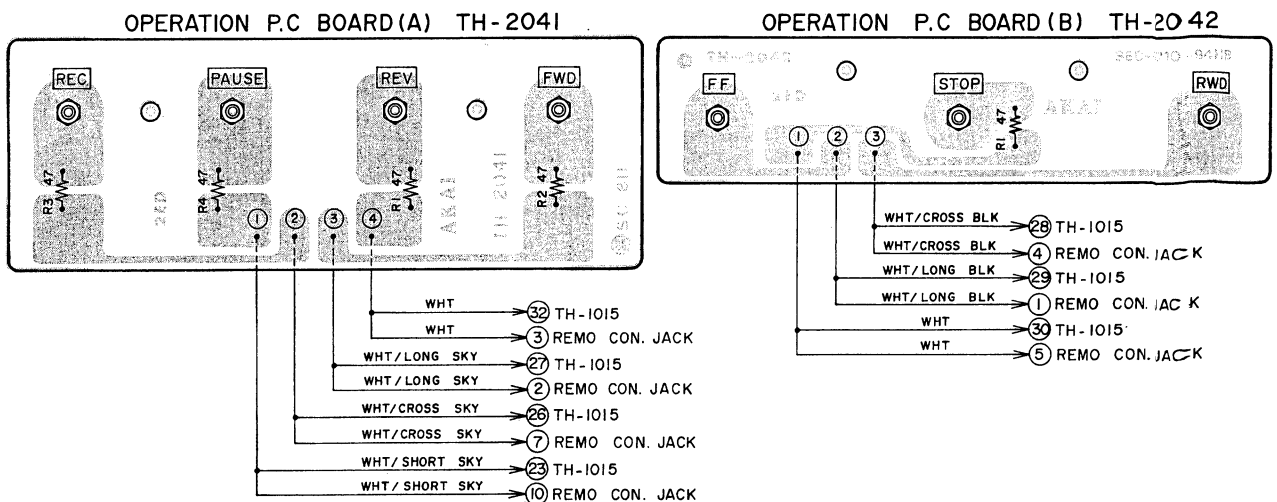 OPERATION P.C BOARD(A) TH-2041
REC
PAUSE
REV
FWD
R3 47
R4 47
R1 47
R2 47
2ED
AKAI
TH 2041
1
2
3
4
WHT 32 TH-1015
WHT 3 REMO CON. JACK
WHT/LONG SKY 27 TH-1015
WHT/LONG SKY 2 REMO CON. JACK
WHT/CROSS SKY 26 TH-1015
WHT/CROSS SKY 7 REMO CON. JACK
WHT/SHORT SKY 23 TH-1015
WHT/SHORT SKY 10 REMO CON. JACK
OPERATION P.C BOARD(B) TH-2042
TH-2042
F F
STOP
RWD
2ED
AKAI
R1 47
1
2
3
WHT/CROSS BLK 28 TH-1015
WHT/CROSS BLK 4 REMO CON. JACK
WHT/LONG BLK 29 TH-1015
WHT/LONG BLK 1 REMO CON. JACK
WHT 30 TH-1015
WHT 5 REMO CON. JACK